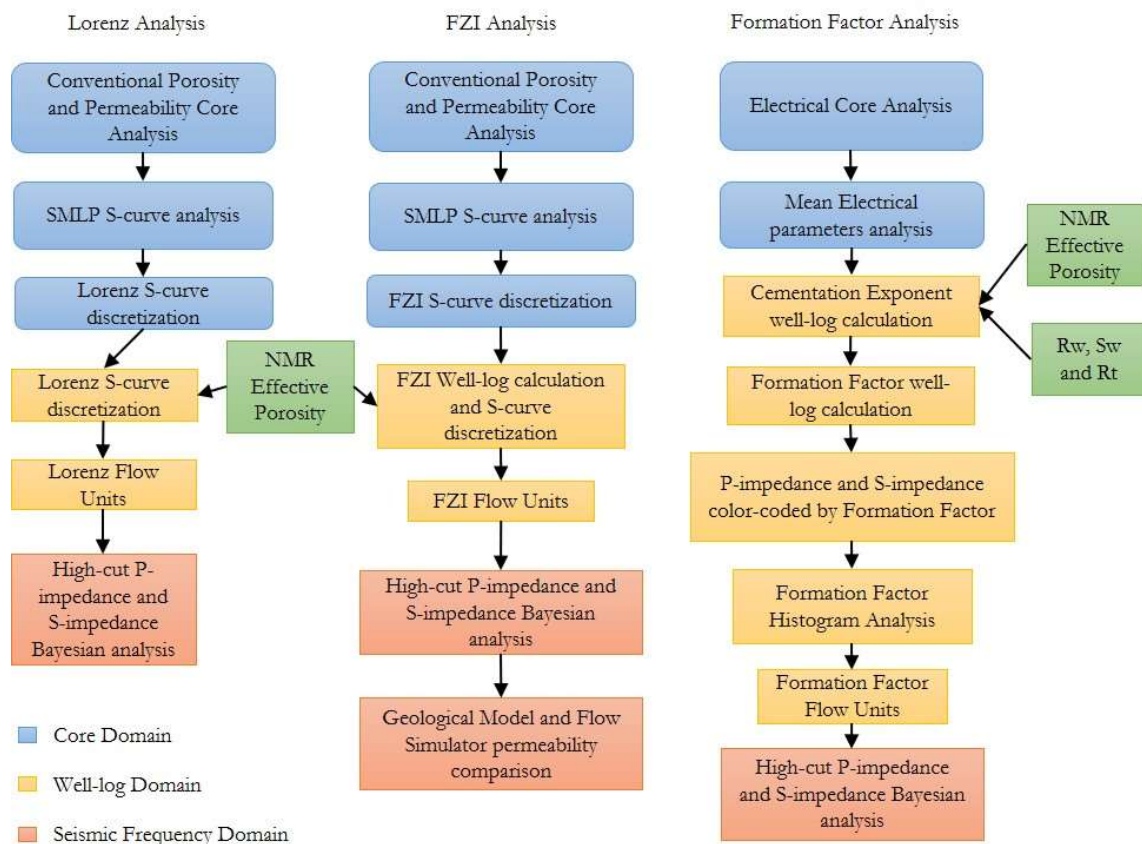 Lorenz Analysis
Conventional Porosity
and Permeability Core
Analysis
SMLP S-curve analysis
Lorenz S-curve
discretization
Lorenz S-curve
discretization
Lorenz Flow
Units
High-cut P-
impedance and
S-impedance
Bayesian analysis
NMR
Effective
Porosity
FZI Analysis
Conventional Porosity
and Permeability Core
Analysis
SMLP S-curve analysis
FZI S-curve discretization
FZI Well-log calculation
and S-curve
discretization
FZI Flow Units
High-cut P-impedance and
S-impedance Bayesian
analysis
Geological Model and Flow
Simulator permeability
comparison
Formation Factor Analysis
Electrical Core Analysis
Mean Electrical
parameters analysis
NMR
Effective
Porosity
Cementation Exponent
well-log calculation
Rw, Sw
and Rt
Formation Factor well-
log calculation
P-impedance and S-impedance
color-coded by Formation Factor
Formation Factor
Histogram Analysis
Formation Factor
Flow Units
High-cut P-impedance
and S-impedance Bayesian
analysis
Core Domain
Well-log Domain
Seismic Frequency Domain